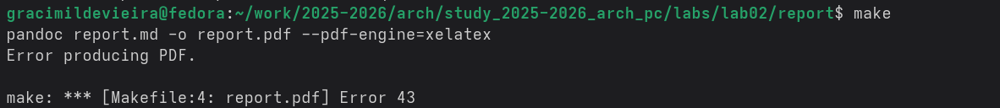 gracimildevieira@fedora:~/work/2025-2026/arch/study_2025-2026_arch_pc/labs/lab02/report$ make
pandoc report.md -o report.pdf --pdf-engine=xelatex
Error producing PDF.
make: *** [Makefile:4: report.pdf] Error 43